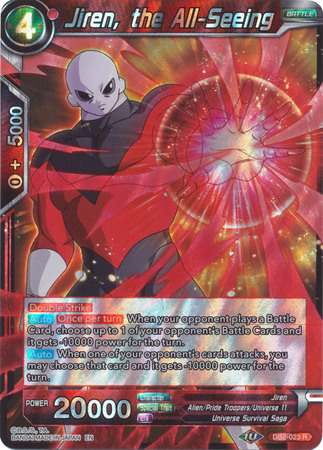 4 Jiren, the All-Seeing BATTLE
0 + 5000
Double Strike
Auto Once per turn When your opponent plays a Battle
Card, choose up to 1 of your opponent's Battle Cards and
it gets -10000 power for the turn.
Auto When one of your opponent's cards attacks, you
may choose that card and it gets -10000 power for the turn.
POWER 20000
Character Jiren
Special Trait Alien/Pride Troopers/Universe 11
Universe Survival Saga
BANDAI MADE IN JAPAN EN
DB2-023 R